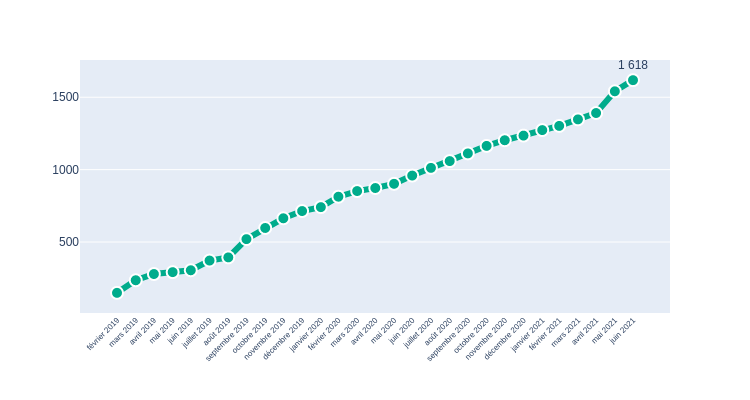 1 618
1500
1000
500
février 2019
mars 2019
avril 2019
mai 2019
juin 2019
juillet 2019
août 2019
septembre 2019
octobre 2019
novembre 2019
décembre 2019
janvier 2020
février 2020
mars 2020
avril 2020
mai 2020
juin 2020
juillet 2020
août 2020
septembre 2020
octobre 2020
novembre 2020
décembre 2020
janvier 2021
février 2021
mars 2021
avril 2021
mai 2021
juin 2021